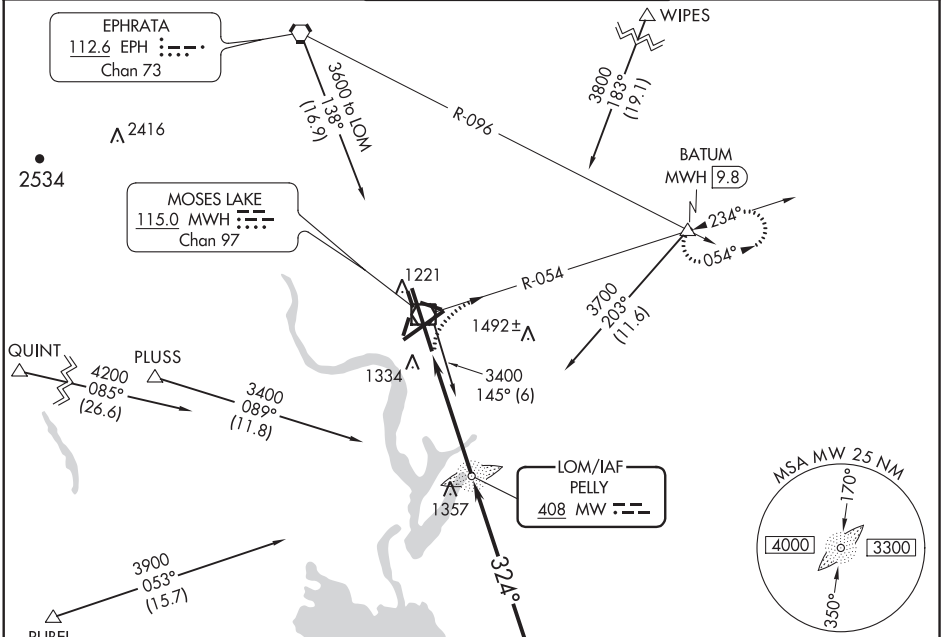 EPHRATA
112.6 EPH
Chan 73
WIPES
3600 to LOM
138°
(16.9)
3800
183°
(19.1)
R-096
2416
2534
BATUM
MWH 9.8
MOSES LAKE
115.0 MWH
Chan 97
234°
054°
R-054
1221
3700
203°
(11.6)
1492±
QUINT
PLUSS
4200
085°
(26.6)
3400
089°
(11.8)
1334
3400
145° (6)
LOM/IAF
PELLY
408 MW
1357
MSA MW 25 NM
170°
4000
3300
350°
3900
053°
(15.7)
324°